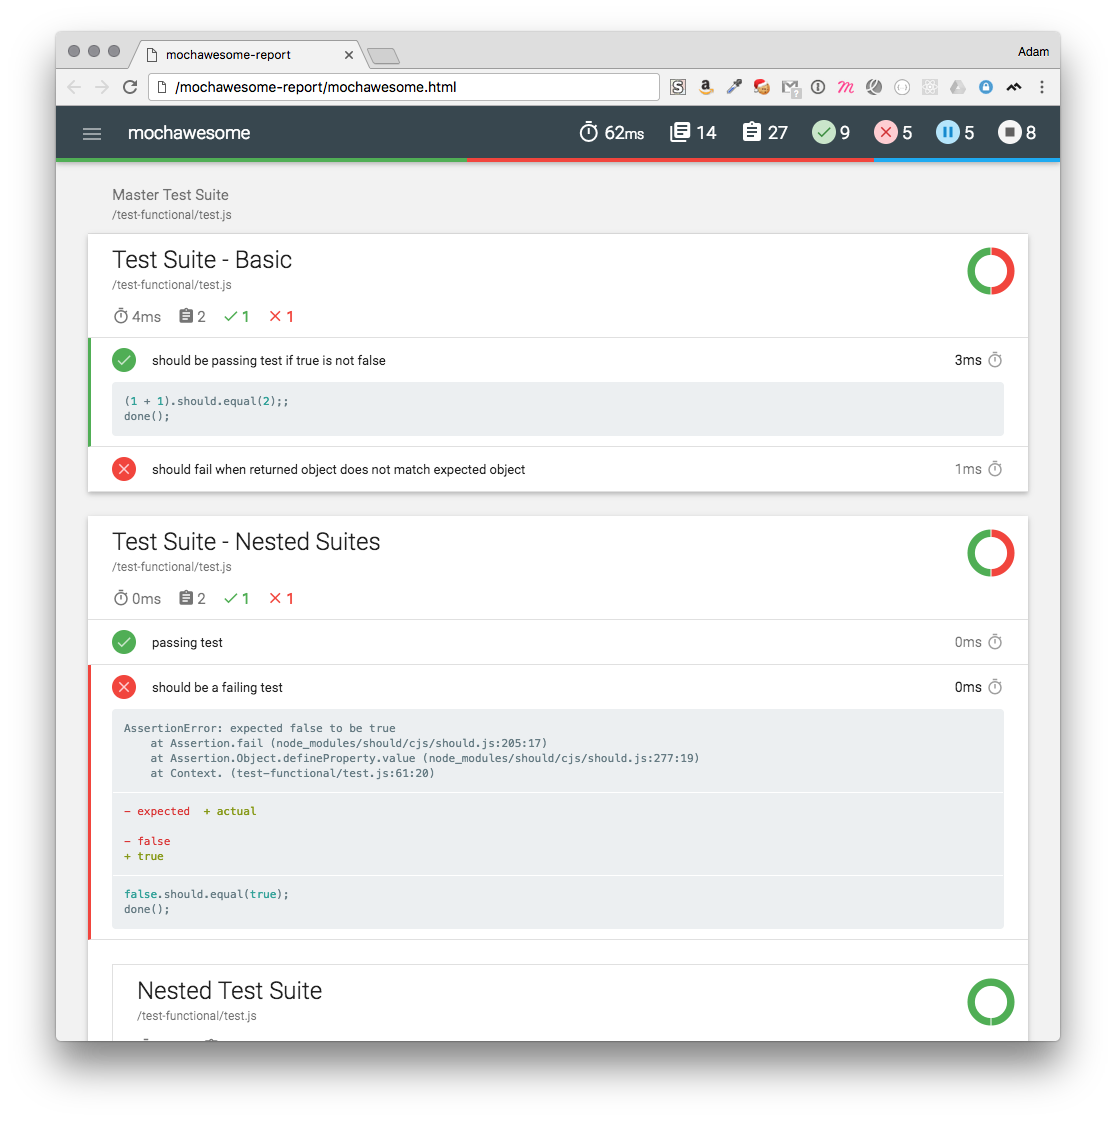 mochawesome-report
Adam
/mochawesome-report/mochawesome.html
mochawesome
62ms 14 27 9 5 5 8
Master Test Suite
/test-functional/test.js
Test Suite - Basic
/test-functional/test.js
4ms 2 1 1
should be passing test if true is not false 3ms
(1 + 1).should.equal(2);;
done();
should fail when returned object does not match expected object 1ms
Test Suite - Nested Suites
/test-functional/test.js
0ms 2 1 1
passing test 0ms
should be a failing test 0ms
AssertionError: expected false to be true
at Assertion.fail (node_modules/should/cjs/should.js:205:17)
at Assertion.Object.defineProperty.value (node_modules/should/cjs/should.js:277:19)
at Context. (test-functional/test.js:61:20)
- expected + actual
- false
+ true
false.should.equal(true);
done();
Nested Test Suite
/test-functional/test.js